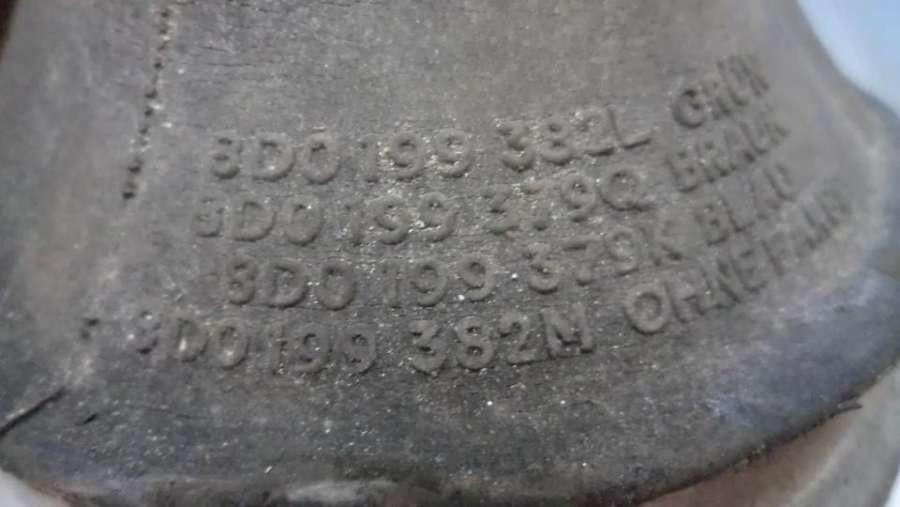 8D0 199 382L GRÜN
8D0 199 379Q BRAUN
8D0 199 379K BLAU
8D0 199 382M OHNE FARB